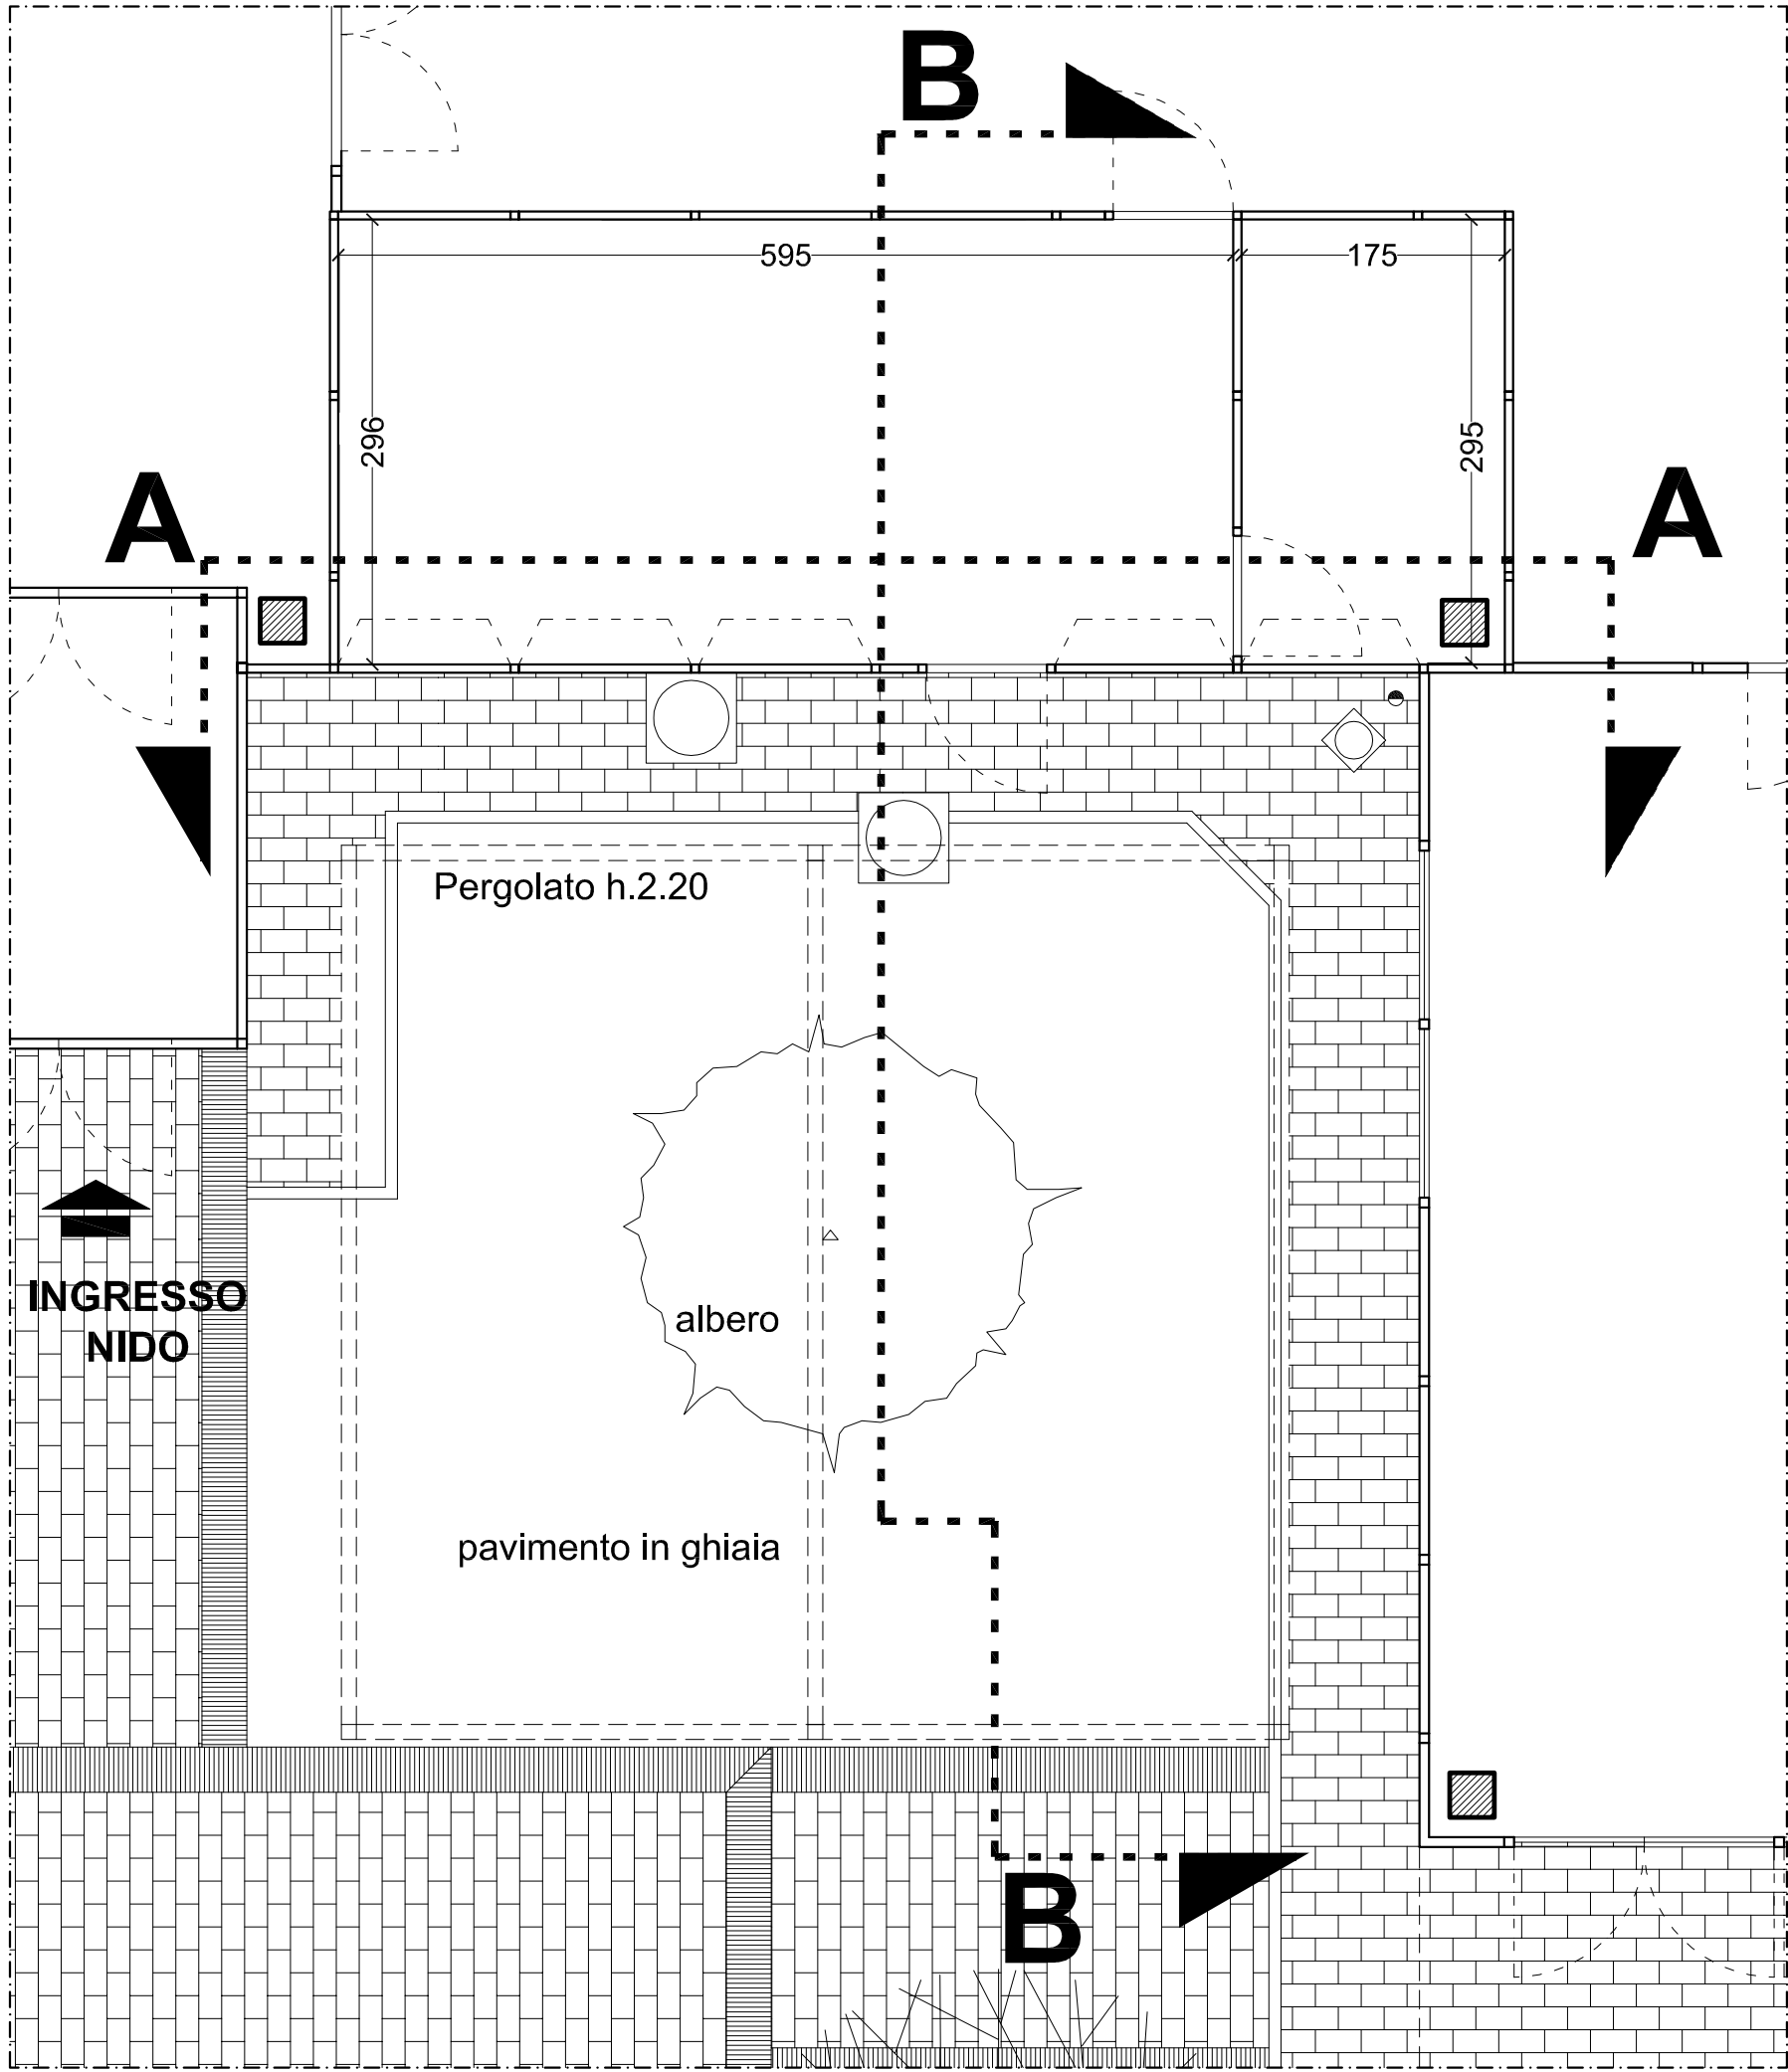 B
595
175
296
295
A
A
Pergolato h.2.20
INGRESSO
NIDO
albero
pavimento in ghiaia
B